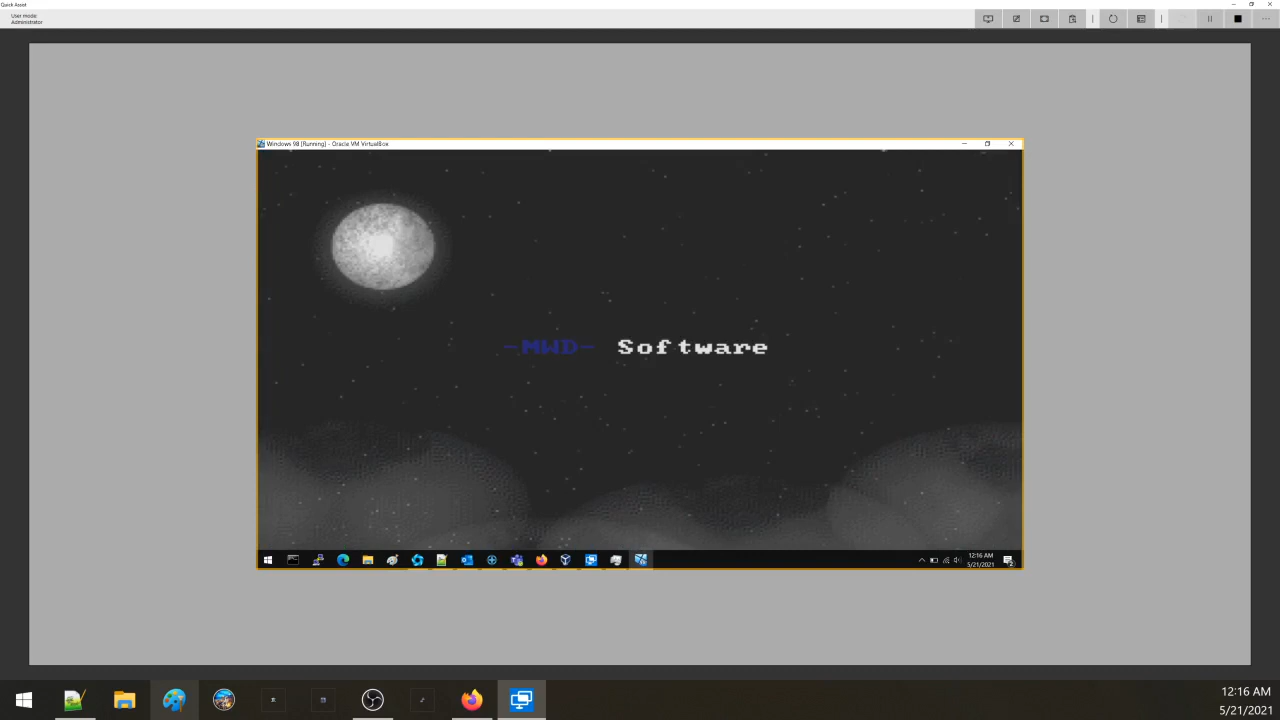 Quick Assist
User mode:
Administrator
Windows 98 [Running] - Oracle VM VirtualBox
-MWD- Software
12:16 AM
5/21/2021
12:16 AM
5/21/2021